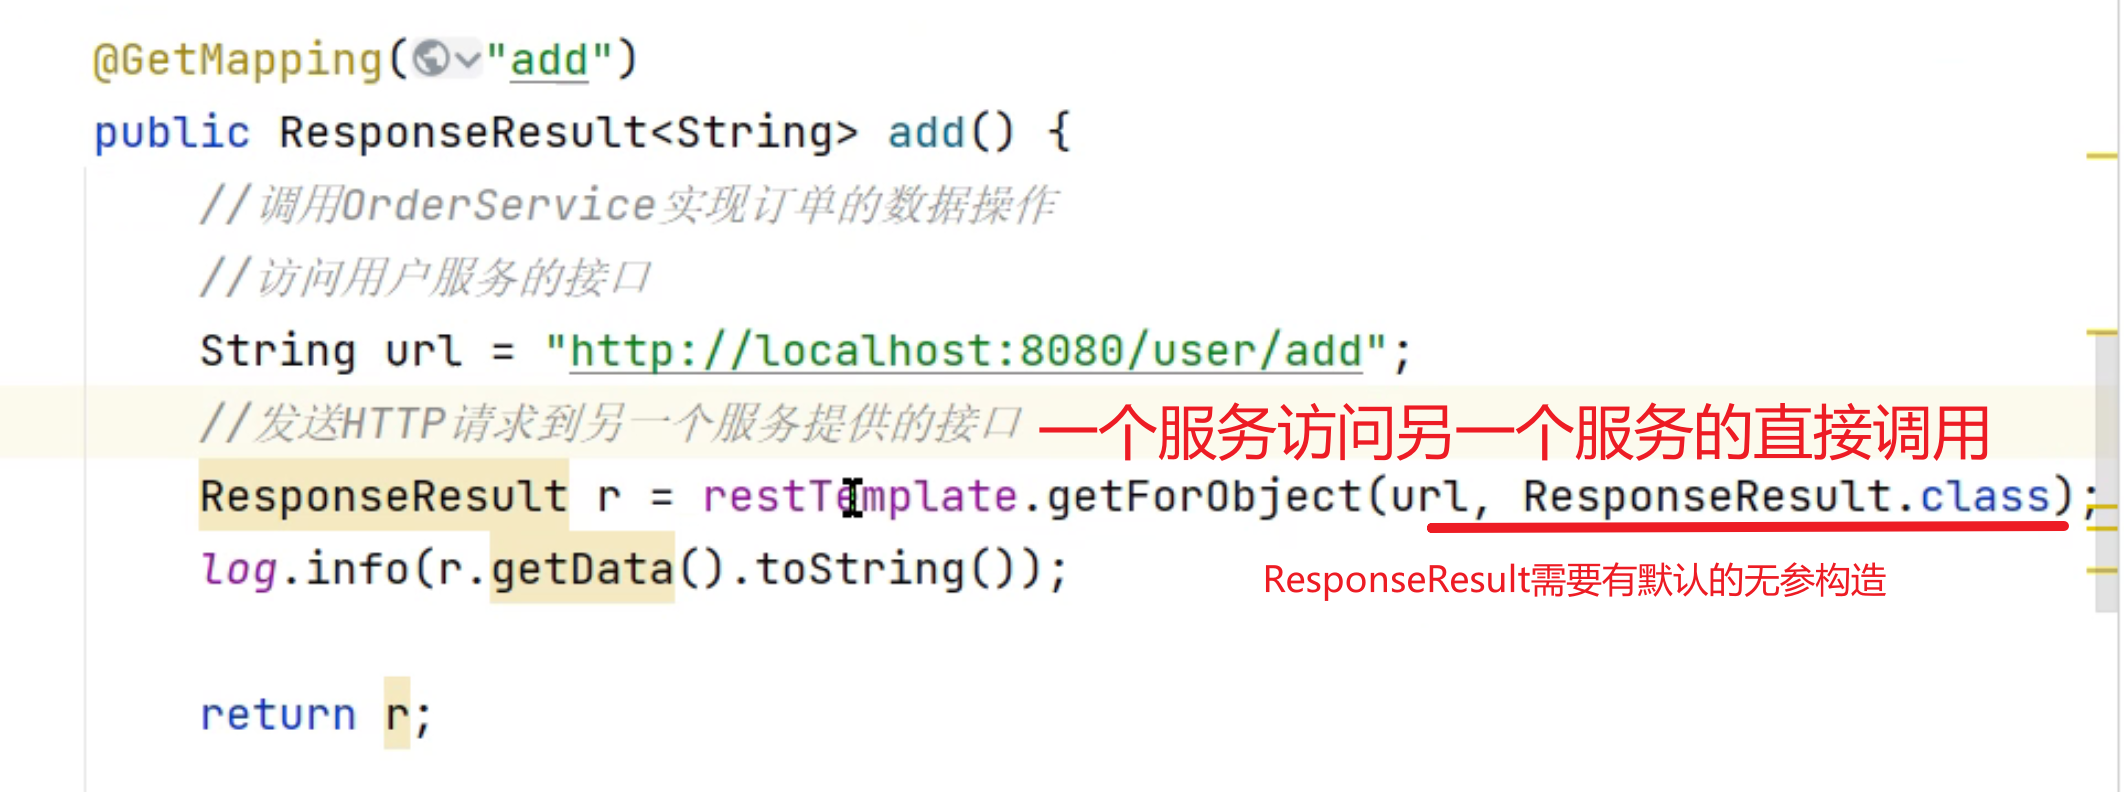 @GetMapping("add")
public ResponseResult<String> add() {
//调用OrderService实现订单的数据操作
//访问用户服务的接口
String url = "http://localhost:8080/user/add";
//发送HTTP请求到另一个服务提供的接口 一个服务访问另一个服务的直接调用
ResponseResult r = restTemplate.getForObject(url, ResponseResult.class);
log.info(r.getData().toString());
ResponseResult需要有默认的无参构造
return r;